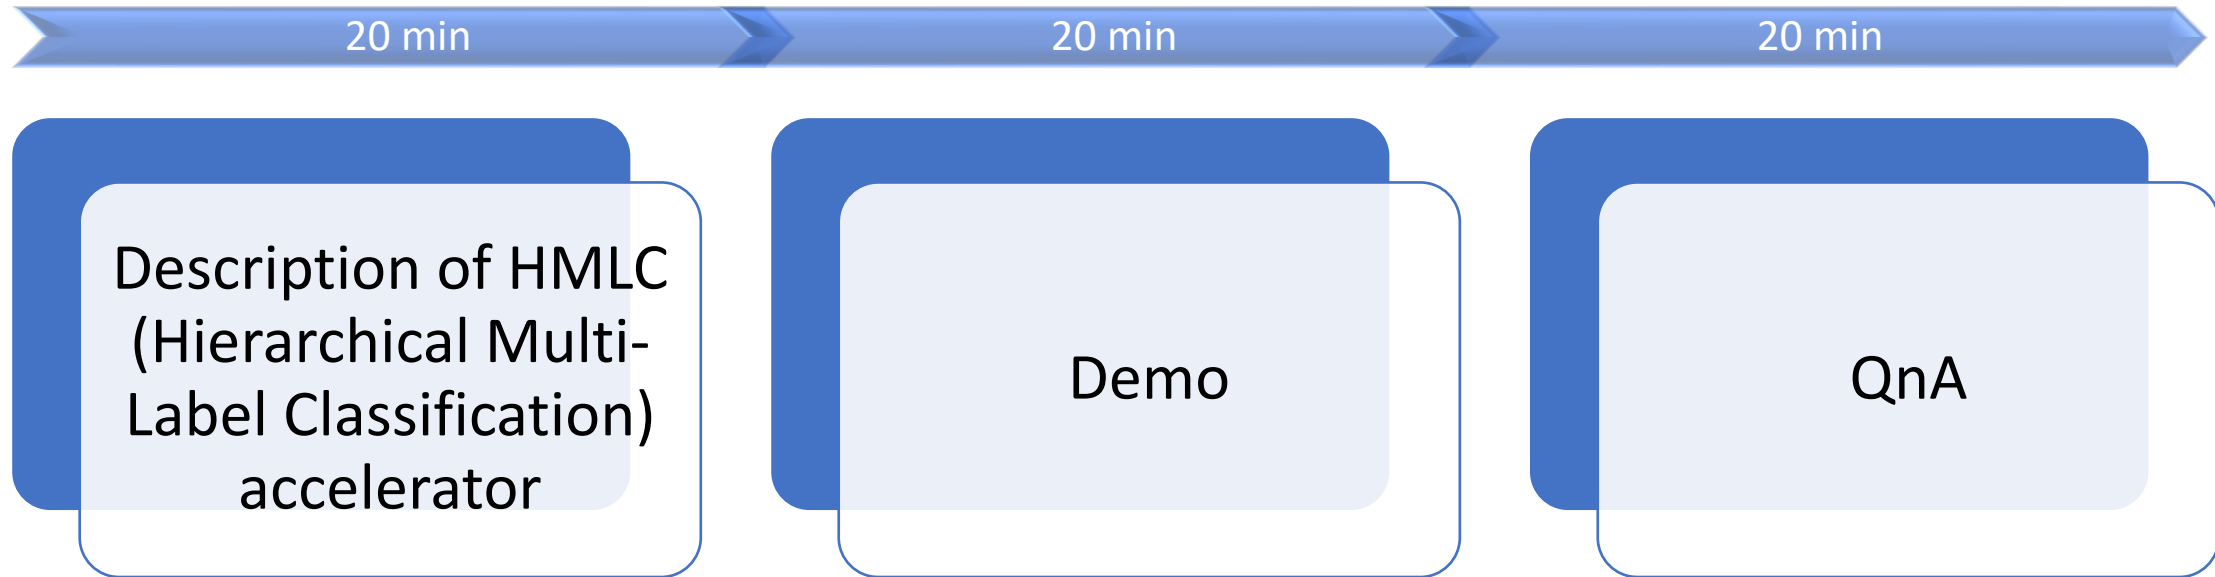 20 min
20 min
20 min
Description of HMLC
(Hierarchical Multi-
Label Classification)
accelerator
Demo
QnA